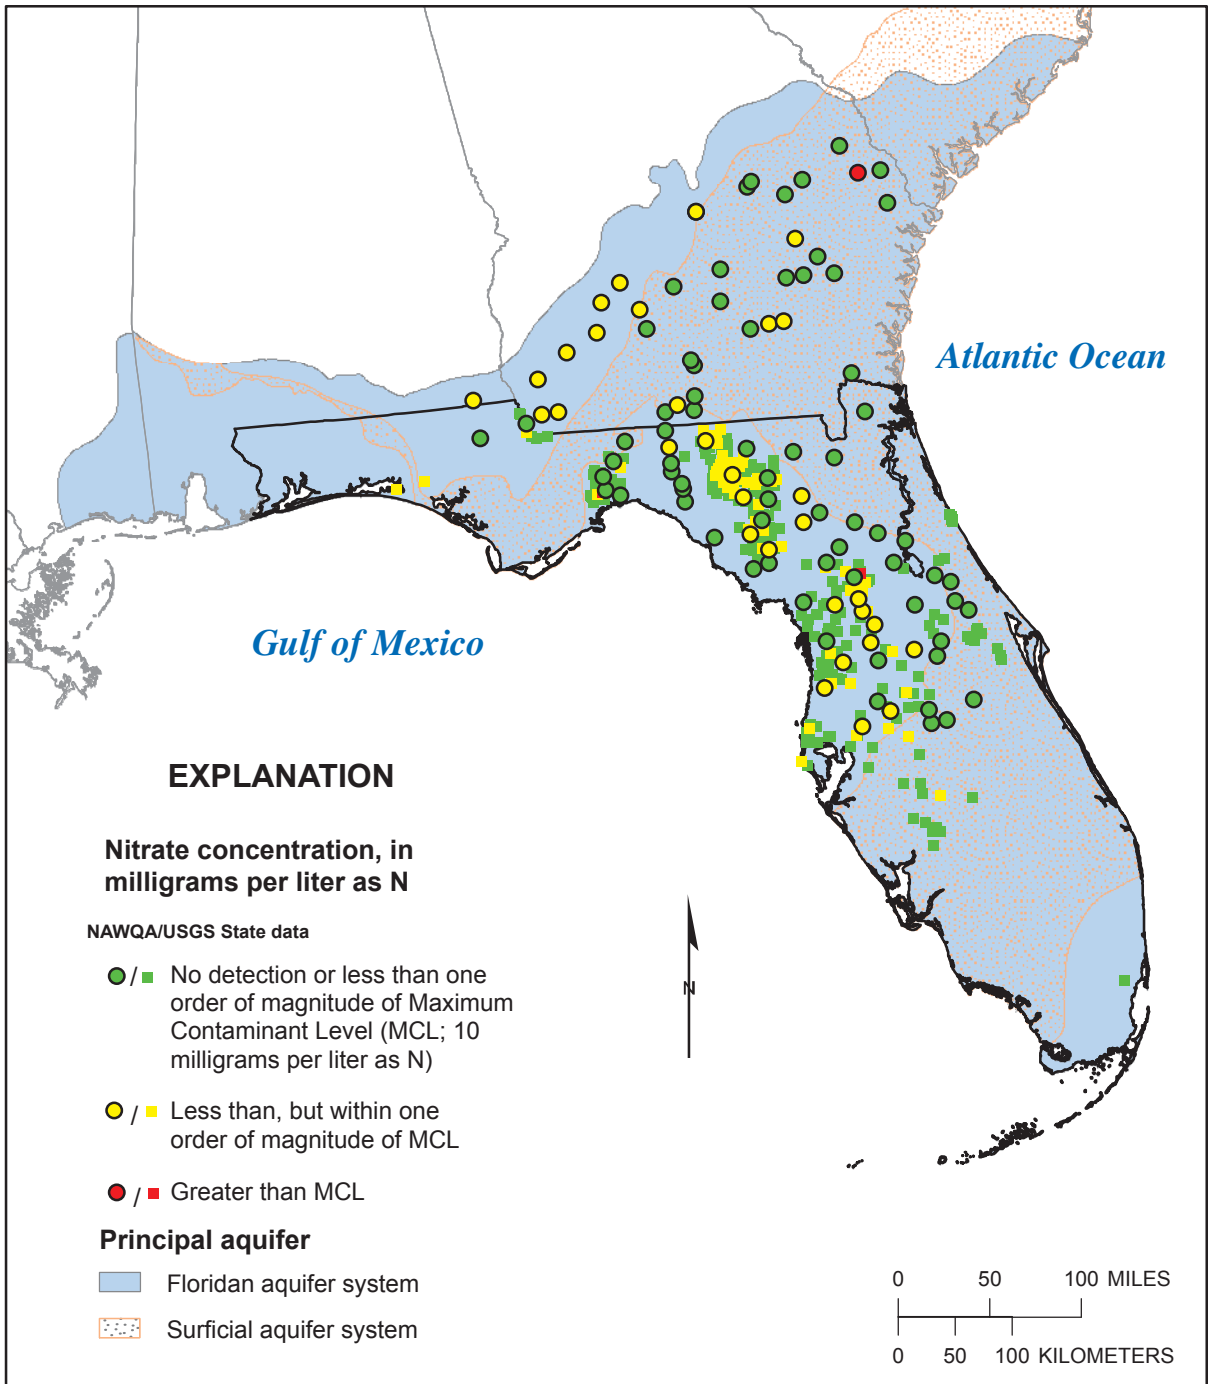 Atlantic Ocean
Gulf of Mexico
EXPLANATION
Nitrate concentration, in
milligrams per liter as N
NAWQA/USGS State data
/ No detection or less than one
order of magnitude of Maximum
Contaminant Level (MCL; 10
milligrams per liter as N)
/ Less than, but within one
order of magnitude of MCL
/ Greater than MCL
Principal aquifer
Floridan aquifer system
Surficial aquifer system
N
0 50 100 MILES
0 50 100 KILOMETERS